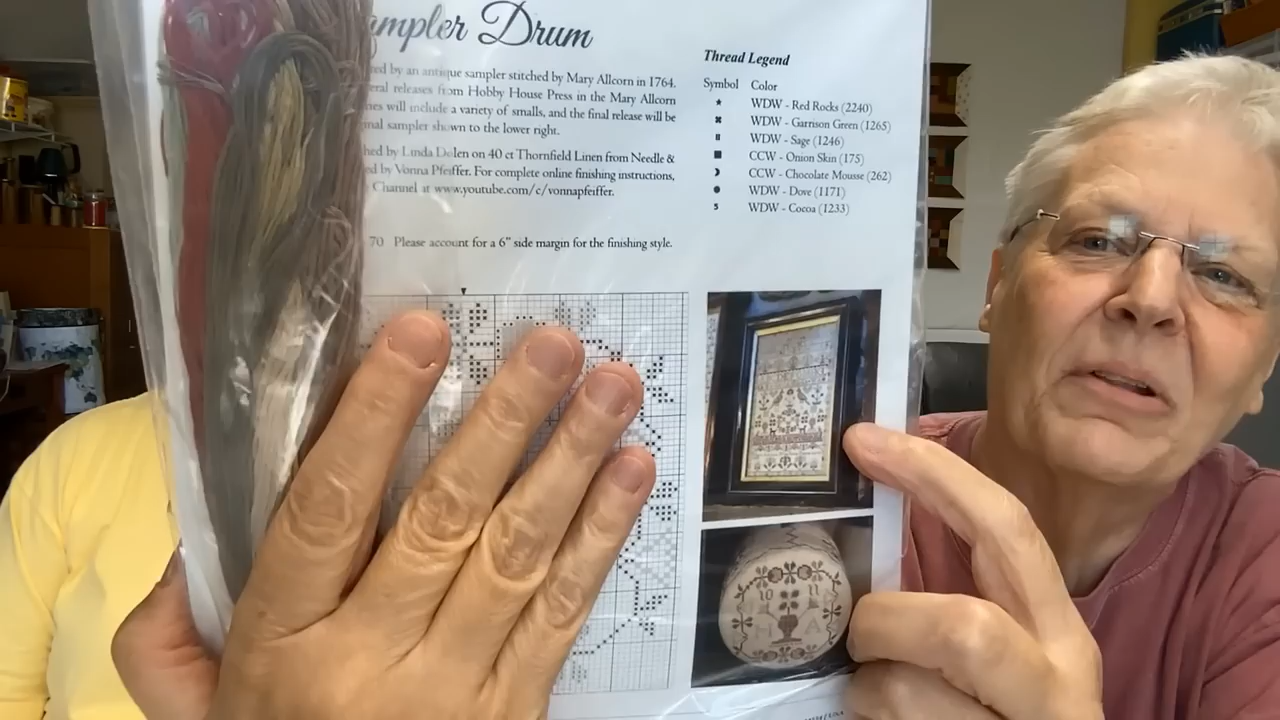 ampler Drum
ed by an antique sampler stitched by Mary Allcorn in 1764.
eral releases from Hobby House Press in the Mary Allcorn
nes will include a variety of smalls, and the final release will be
nal sampler shown to the lower right.
hed by Linda Dolen on 40 ct Thornfield Linen from Needle &
ed by Vonna Pfeiffer. For complete online finishing instructions,
Channel at www.youtube.com/c/vonnapfeiffer.
70 Please account for a 6” side margin for the finishing style.
Thread Legend
Symbol Color
WDW - Red Rocks (2240)
WDW - Garrison Green (1265)
WDW - Sage (1246)
CCW - Onion Skin (175)
CCW - Chocolate Mousse (262)
WDW - Dove (1171)
5 WDW - Cocoa (1233)